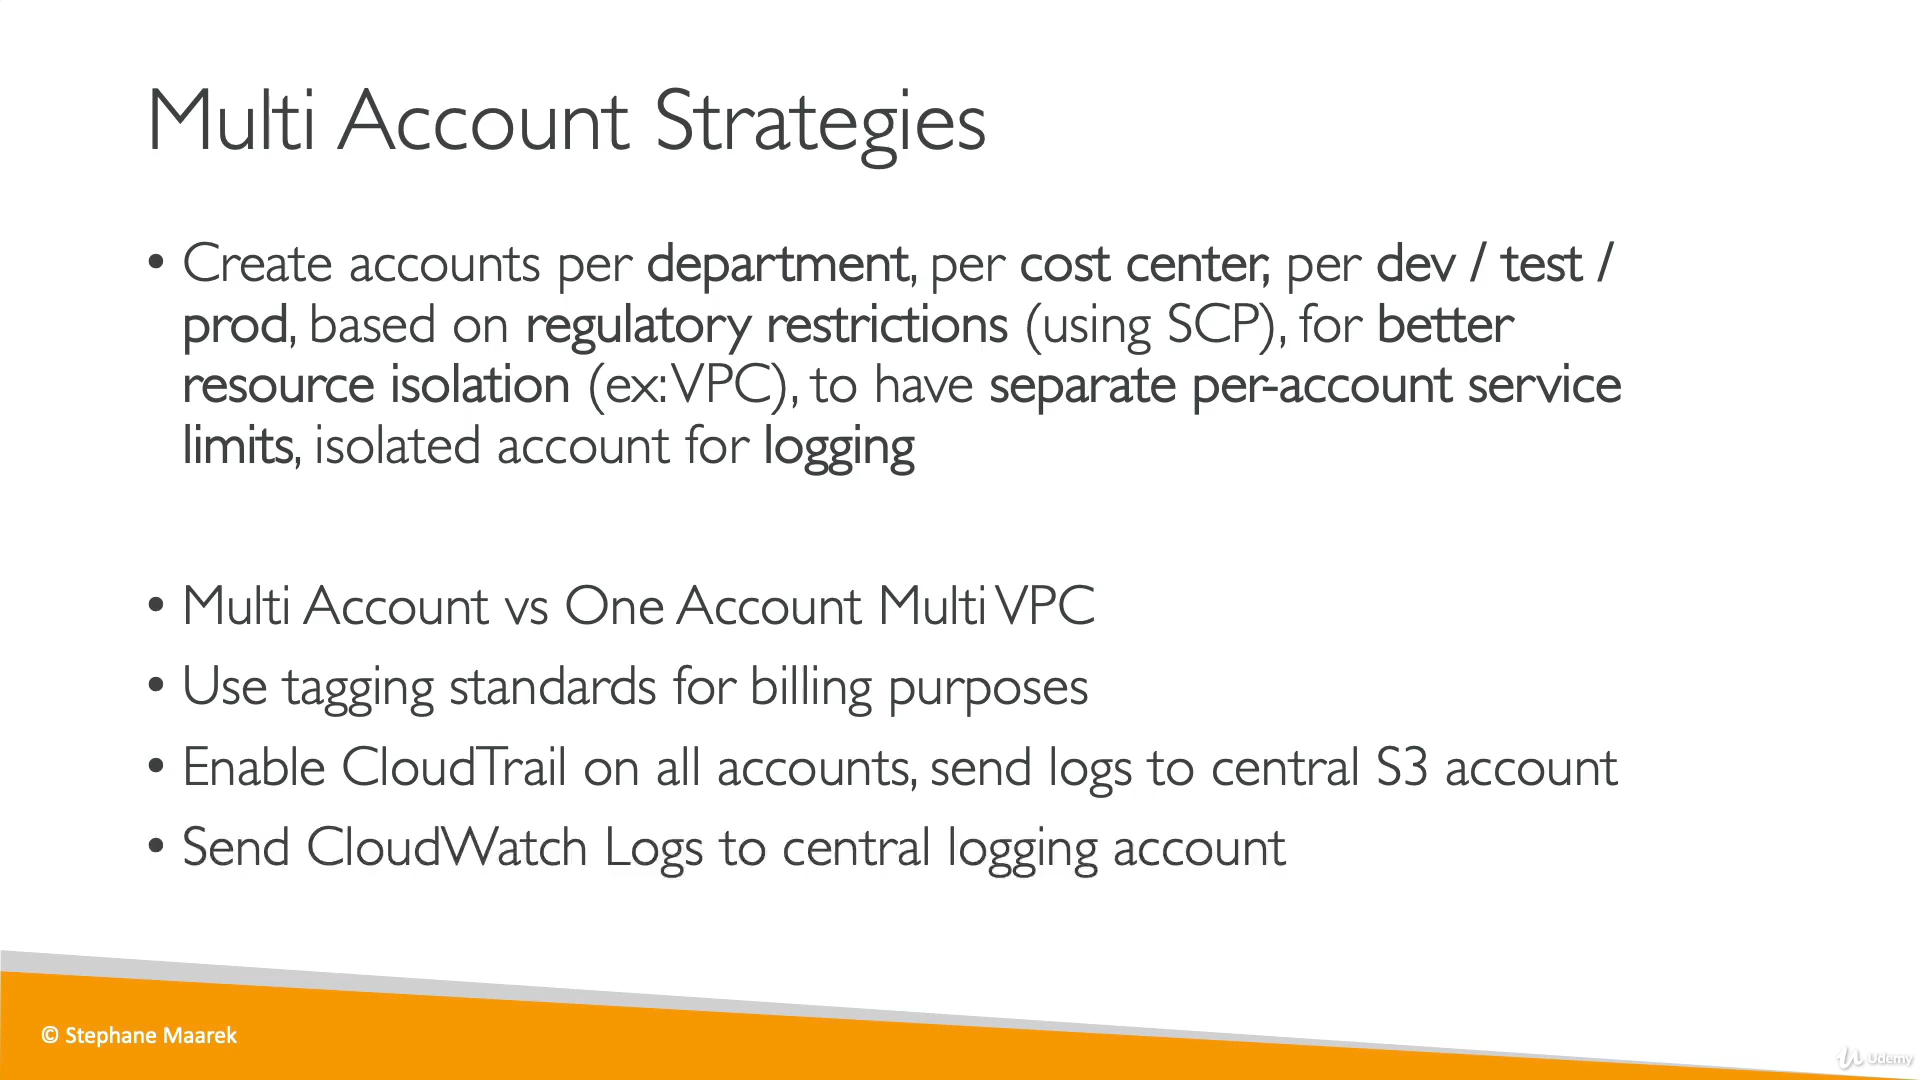 Multi Account Strategies
• Create accounts per department, per cost center, per dev / test /
prod, based on regulatory restrictions (using SCP), for better
resource isolation (ex: VPC), to have separate per-account service
limits, isolated account for logging
• Multi Account vs One Account Multi VPC
• Use tagging standards for billing purposes
• Enable CloudTrail on all accounts, send logs to central S3 account
• Send CloudWatch Logs to central logging account
© Stephane Maarek
Udemy